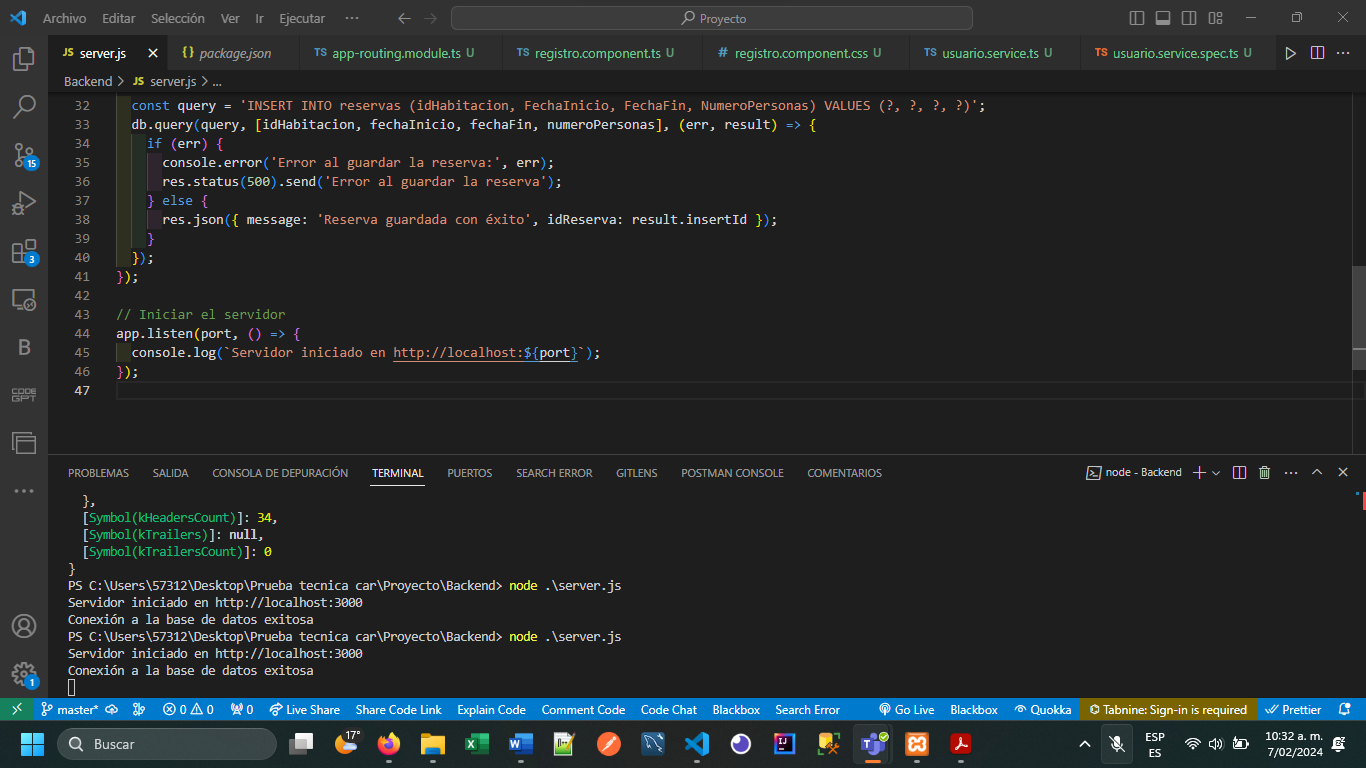 Archivo Editar Selección Ver Ir Ejecutar ··· Proyecto
JS server.js {} package.json TS app-routing.module.ts U TS registro.component.ts U # registro.component.css U TS usuario.service.ts U TS usuario.service.spec.ts U
Backend > JS server.js > ...
32 const query = 'INSERT INTO reservas (idHabitacion, FechaInicio, FechaFin, NumeroPersonas) VALUES (?, ?, ?, ?)';
33 db.query(query, [idHabitacion, fechaInicio, fechaFin, numeroPersonas], (err, result) => {
34 if (err) {
35 console.error('Error al guardar la reserva:', err);
36 res.status(500).send('Error al guardar la reserva');
37 } else {
38 res.json({ message: 'Reserva guardada con éxito', idReserva: result.insertId });
39 }
40 });
41 });
42
43 // Iniciar el servidor
44 app.listen(port, () => {
45 console.log(`Servidor iniciado en http://localhost:${port}`);
46 });
47
15
3
B
CODE GPT
1
PROBLEMAS SALIDA CONSOLA DE DEPURACIÓN TERMINAL PUERTOS SEARCH ERROR GITLENS POSTMAN CONSOLE COMENTARIOS node - Backend
},
[Symbol(kHeadersCount)]: 34,
[Symbol(kTrailers)]: null,
[Symbol(kTrailersCount)]: 0
}
PS C:\Users\57312\Desktop\Prueba tecnica car\Proyecto\Backend> node .\server.js
Servidor iniciado en http://localhost:3000
Conexión a la base de datos exitosa
PS C:\Users\57312\Desktop\Prueba tecnica car\Proyecto\Backend> node .\server.js
Servidor iniciado en http://localhost:3000
Conexión a la base de datos exitosa
master* 0 0 0 Live Share Share Code Link Explain Code Comment Code Code Chat Blackbox Search Error Go Live Blackbox Quokka Tabnine: Sign-in is required Prettier
Buscar 17° ESP 10:32 a. m.
ES 7/02/2024